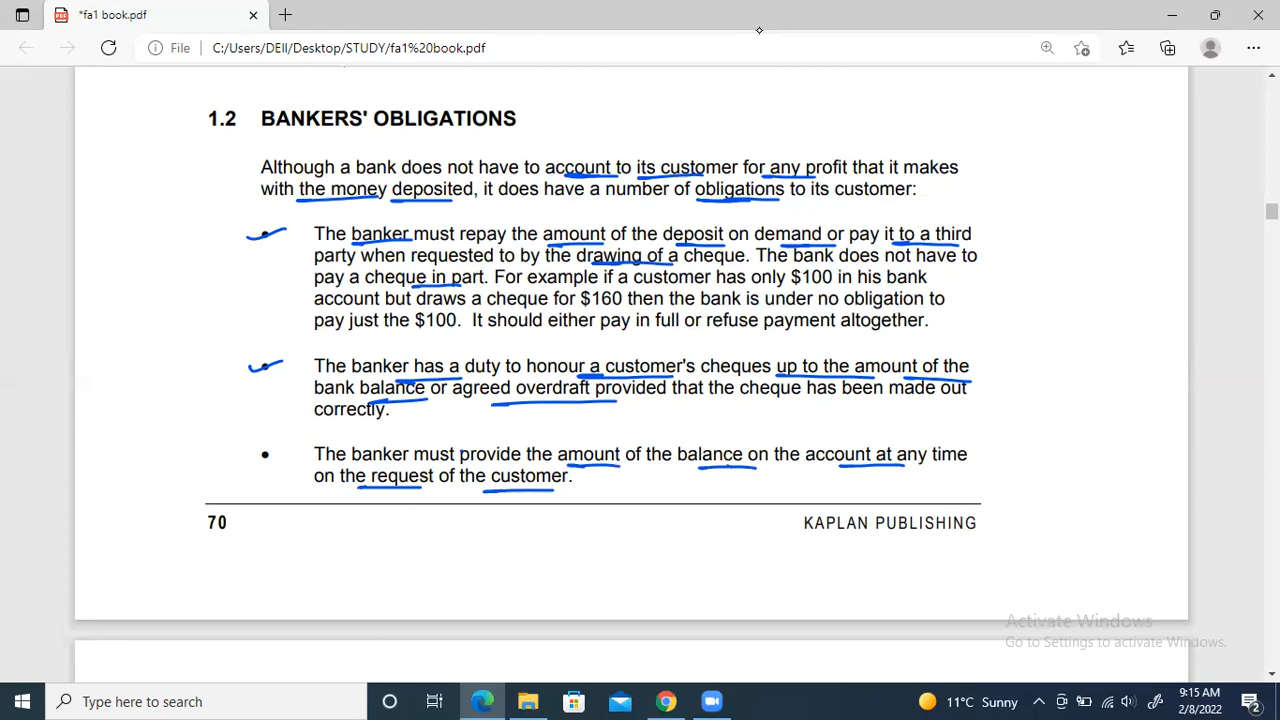 *fa1 book.pdf
File
C:/Users/DEll/Desktop/STUDY/fa1%20book.pdf
1.2 BANKERS' OBLIGATIONS
Although a bank does not have to account to its customer for any profit that it makes
with the money deposited, it does have a number of obligations to its customer:
• The banker must repay the amount of the deposit on demand or pay it to a third
party when requested to by the drawing of a cheque. The bank does not have to
pay a cheque in part. For example if a customer has only $100 in his bank
account but draws a cheque for $160 then the bank is under no obligation to
pay just the $100. It should either pay in full or refuse payment altogether.
• The banker has a duty to honour a customer's cheques up to the amount of the
bank balance or agreed overdraft provided that the cheque has been made out
correctly.
• The banker must provide the amount of the balance on the account at any time
on the request of the customer.
70 KAPLAN PUBLISHING
Activate Windows
Go to Settings to activate Windows.
Type here to search
11°C Sunny
9:15 AM
2/8/2022
2